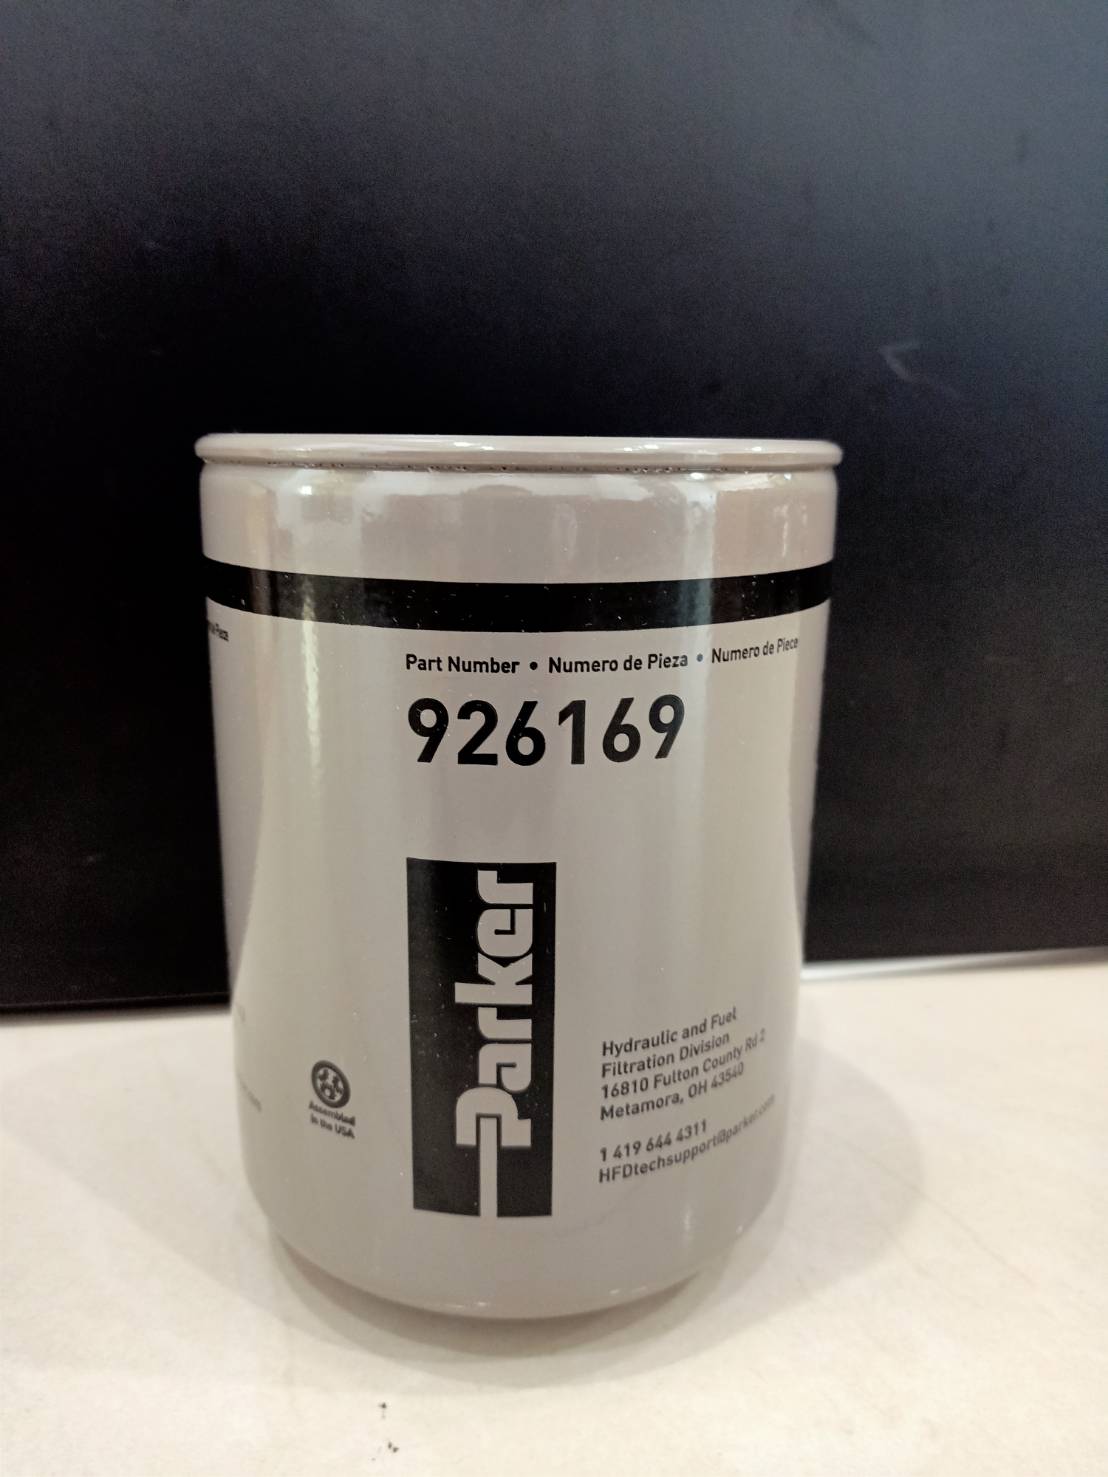 Part Number • Numero de Pieza • Numero de Piece
926169
Parker
Hydraulic and Fuel
Filtration Division
16810 Fulton County Rd 2
Metamora, OH 43540
1 419 644 4311
HFDtechsupport@parker.com
Assembled
in the USA